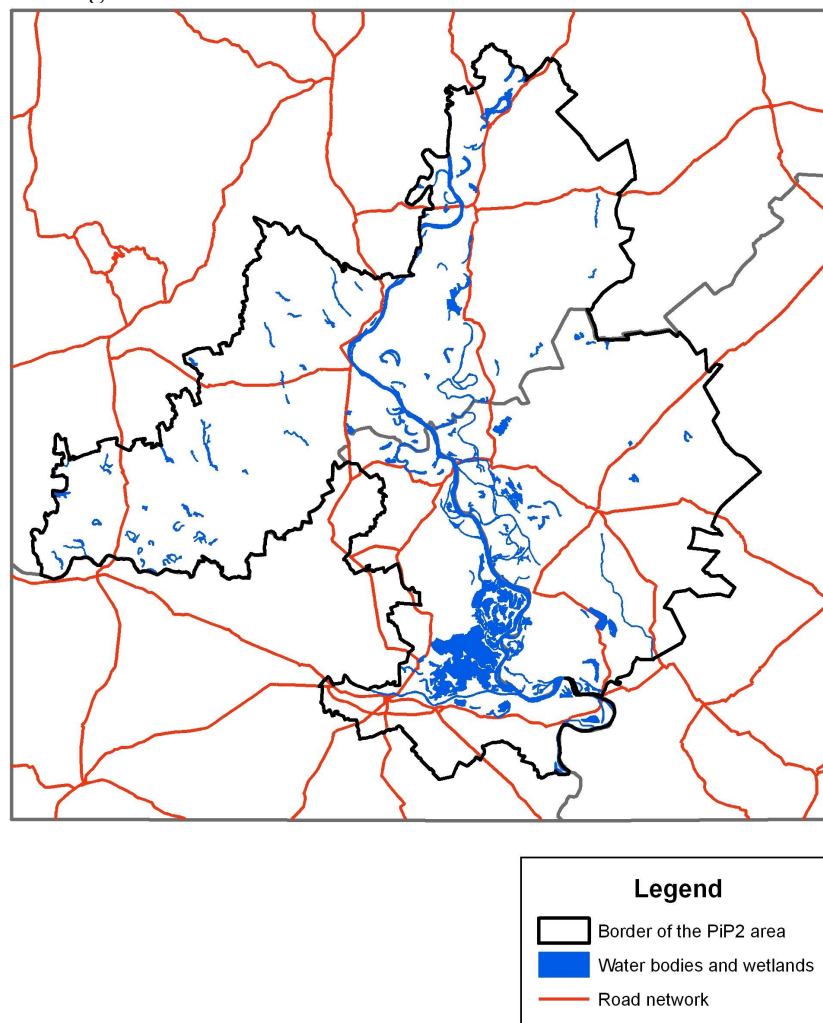 Legend
Border of the PiP2 area
Water bodies and wetlands
Road network